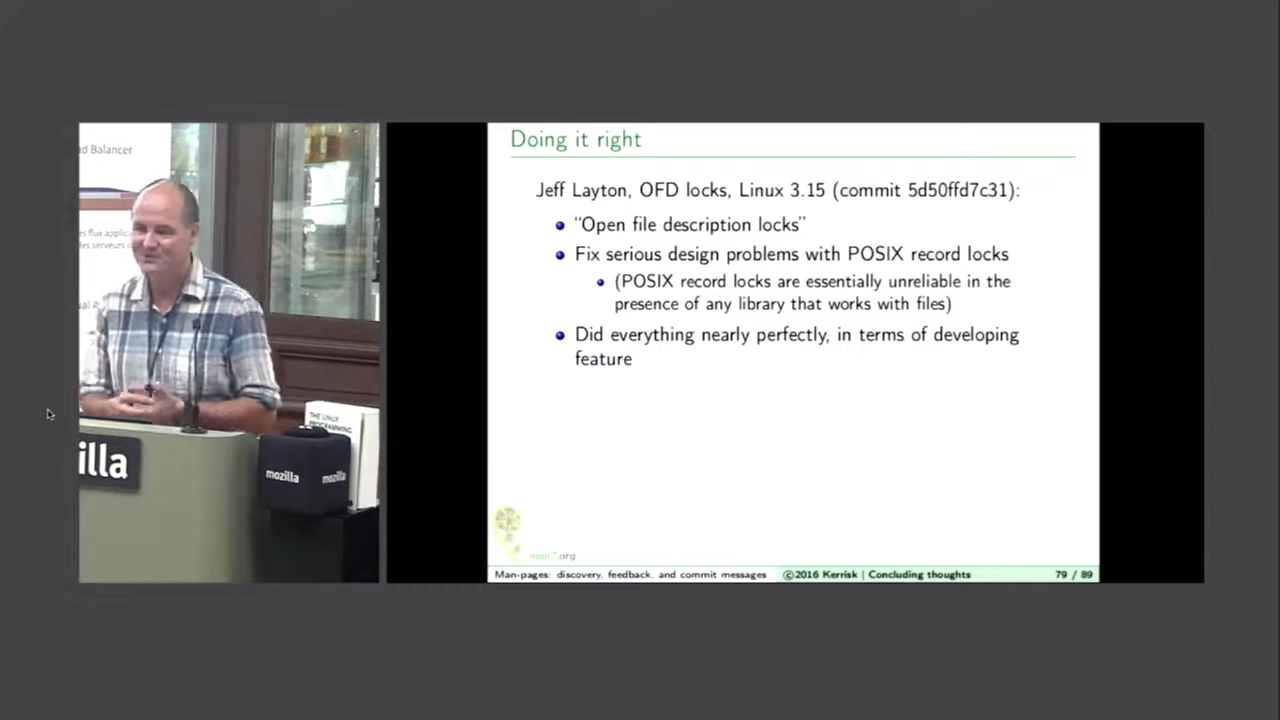 ad Balancer
mozilla
mozilla
illa
THE LINUX
PROGRAMMING
Doing it right
Jeff Layton, OFD locks, Linux 3.15 (commit 5d50ffd7c31):
“Open file description locks”
Fix serious design problems with POSIX record locks
(POSIX record locks are essentially unreliable in the
presence of any library that works with files)
Did everything nearly perfectly, in terms of developing
feature
man7.org
Man-pages: discovery, feedback, and commit messages ©2016 Kerrisk | Concluding thoughts 79 / 89